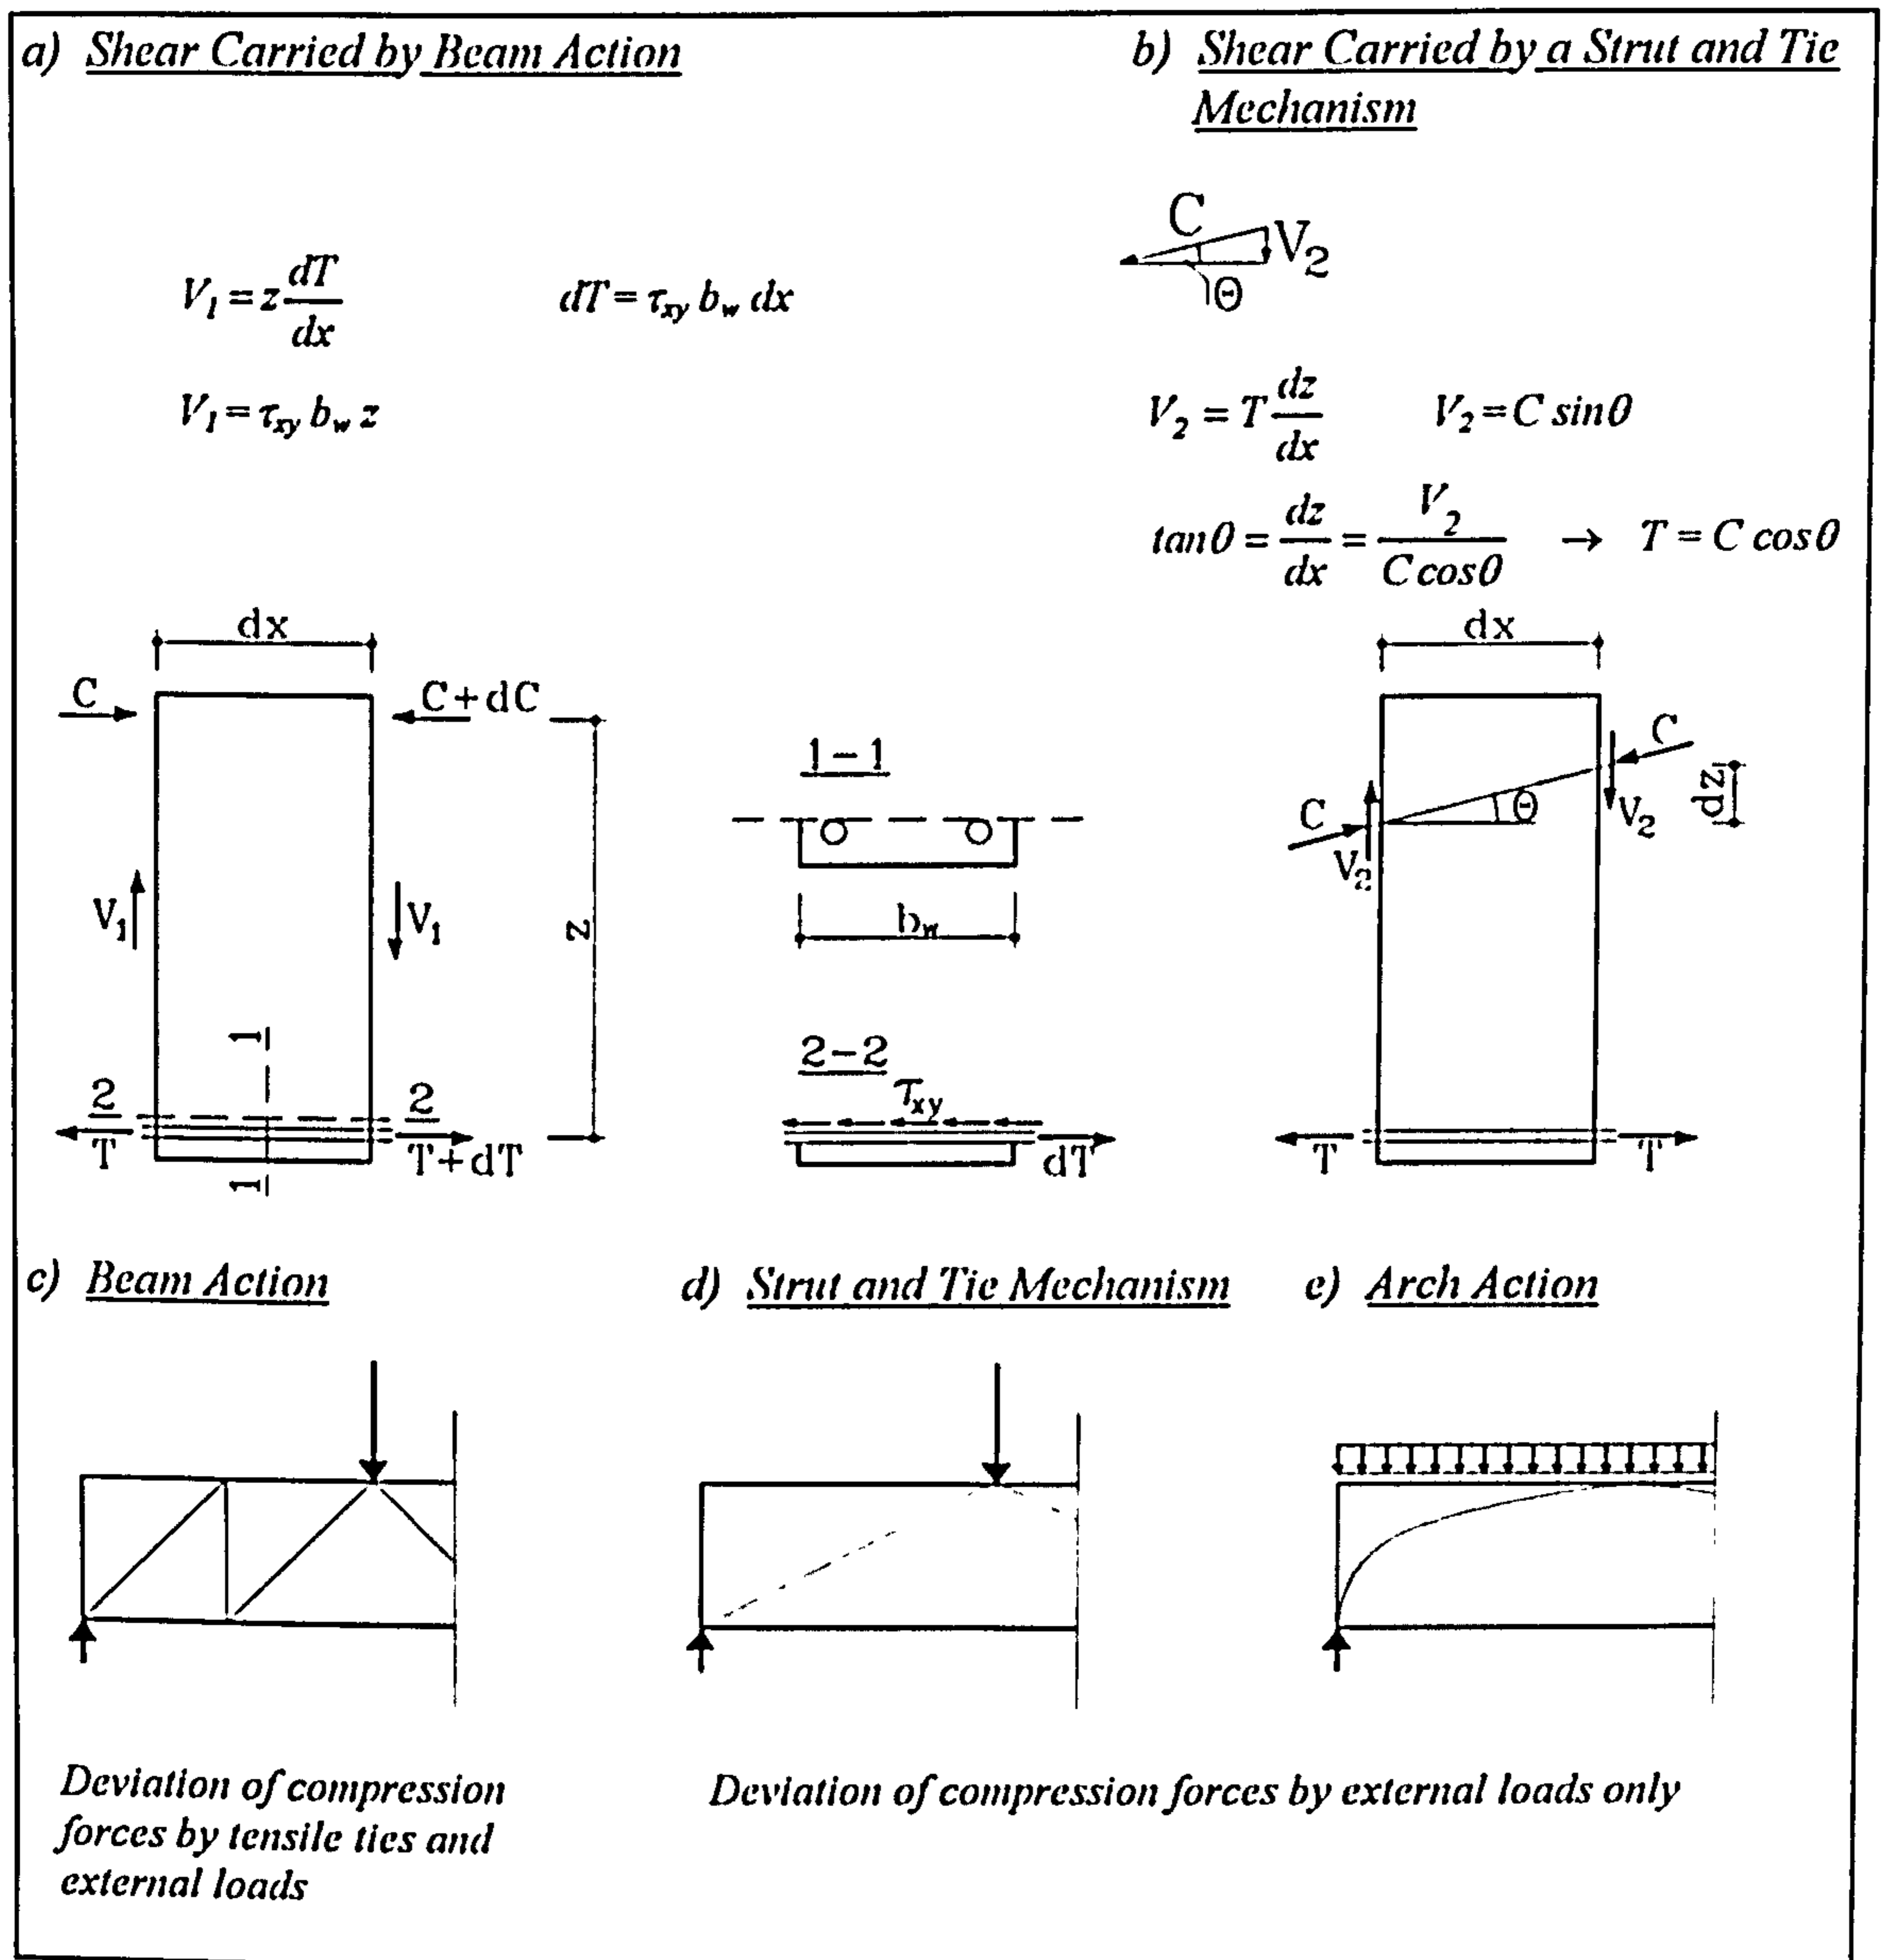 a) Shear Carried by Beam Action
b) Shear Carried by a Strut and Tie
Mechanism
V₁ = z dT/dx
dT = τxy bw dx
V₁ = τxy bw z
C
V₂
Θ
V₂ = T dz/dx
V₂ = C sinθ
tanθ = dz/dx = V₂/(C cosθ) → T = C cosθ
dx
C
C+dC
V₁
V₁
z
1
1
2
2
T
T+dT
1-1
bw
2-2
τxy
dT
dx
C
C
Θ
V₂
V₂
dz
T
T
c) Beam Action
d) Strut and Tie Mechanism
e) Arch Action
Deviation of compression
forces by tensile ties and
external loads
Deviation of compression forces by external loads only